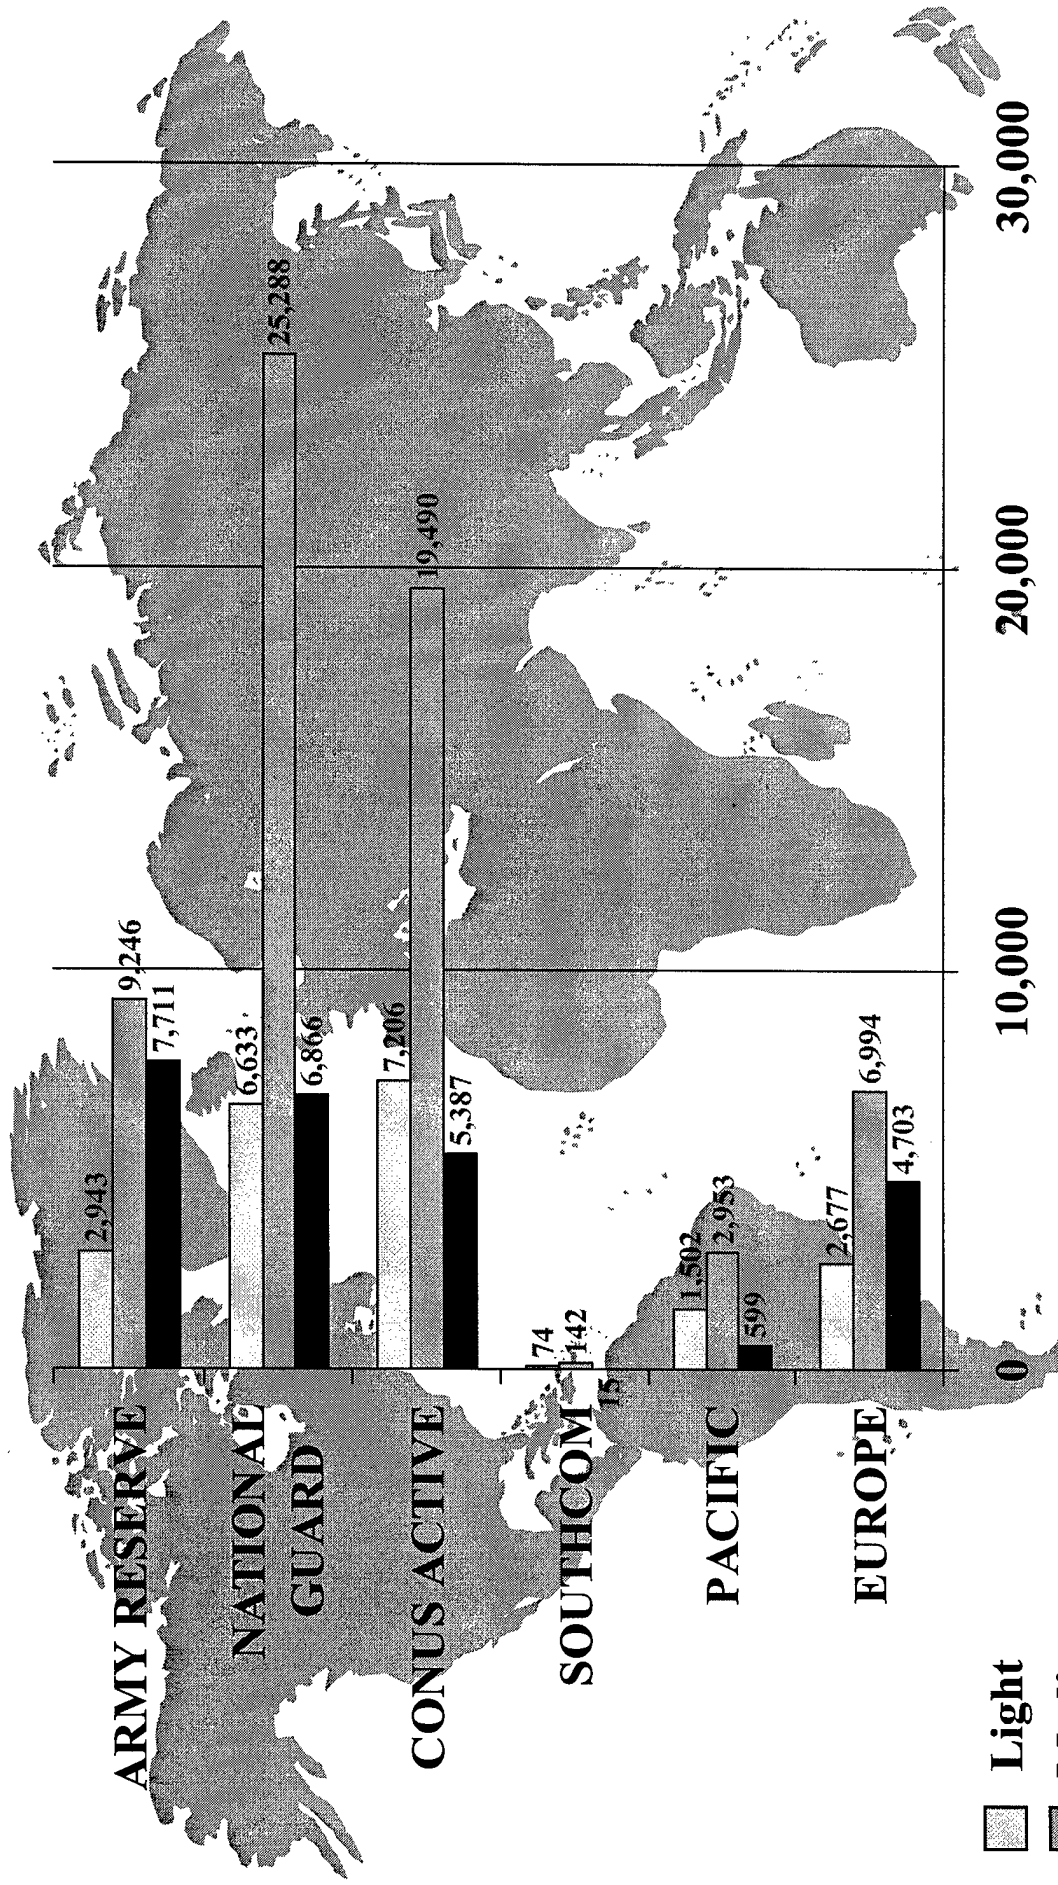 ARMY RESERVE
2,943
9,246
7,711
NATIONAL
GUARD
6,633
25,288
6,866
CONUS ACTIVE
7,206
19,490
5,387
SOUTHCOM
74
142
15
PACIFIC
1,502
2,953
599
EUROPE
2,677
6,994
4,703
0
10,000
20,000
30,000
Light